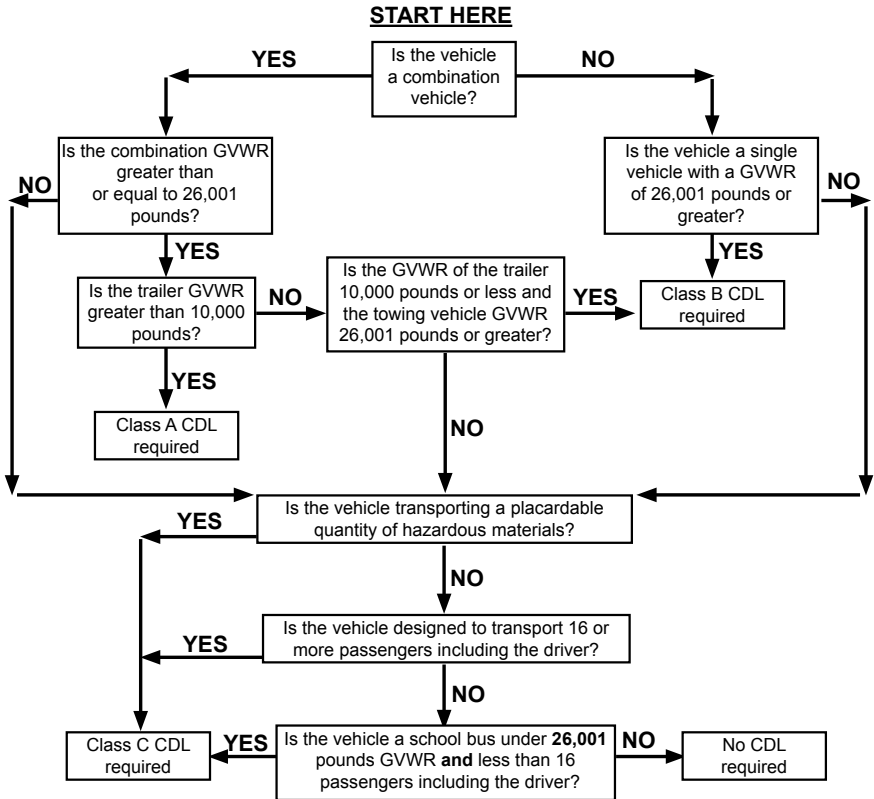 START HERE
YES
Is the vehicle
a combination
vehicle?
NO
Is the combination GVWR
greater than
or equal to 26,001
pounds?
NO
Is the vehicle a single
vehicle with a GVWR
of 26,001 pounds or
greater?
NO
YES
YES
Is the trailer GVWR
greater than 10,000
pounds?
NO
Is the GVWR of the trailer
10,000 pounds or less and
the towing vehicle GVWR
26,001 pounds or greater?
YES
Class B CDL
required
YES
Class A CDL
required
NO
Is the vehicle transporting a placardable
quantity of hazardous materials?
YES
NO
Is the vehicle designed to transport 16 or
more passengers including the driver?
YES
NO
Class C CDL
required
YES
Is the vehicle a school bus under 26,001
pounds GVWR and less than 16
passengers including the driver?
NO
No CDL
required